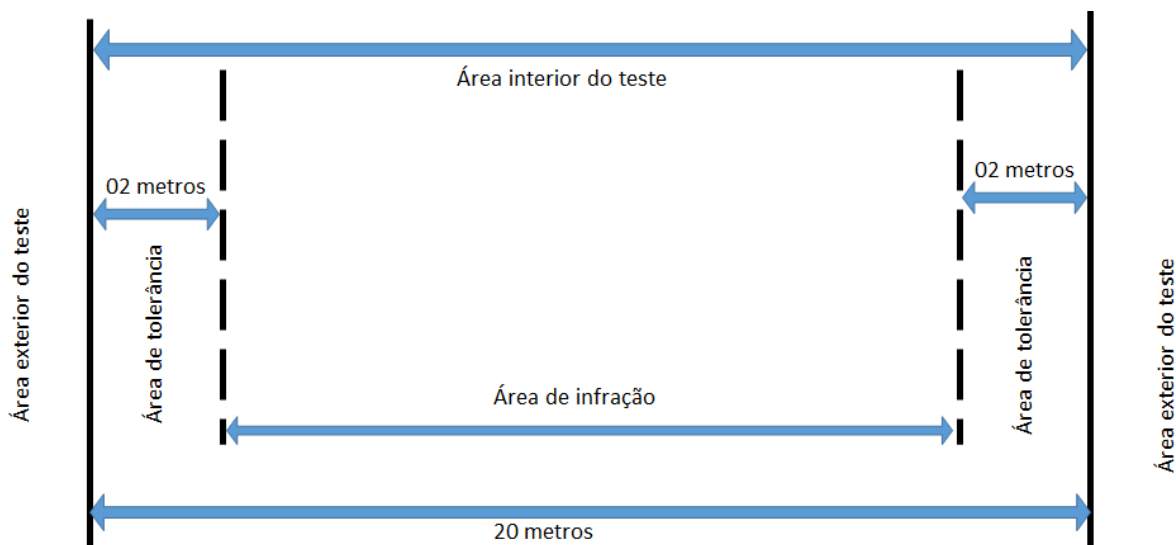 Área interior do teste
02 metros
02 metros
Área exterior do teste
Área de tolerância
Área de tolerância
Área exterior do teste
Área de infração
20 metros